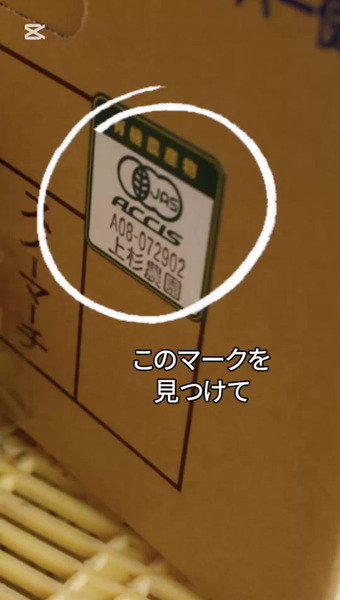 有機農産物
JAS
ACCIS
A08-072902
上杉農園
このマークを
見つけて